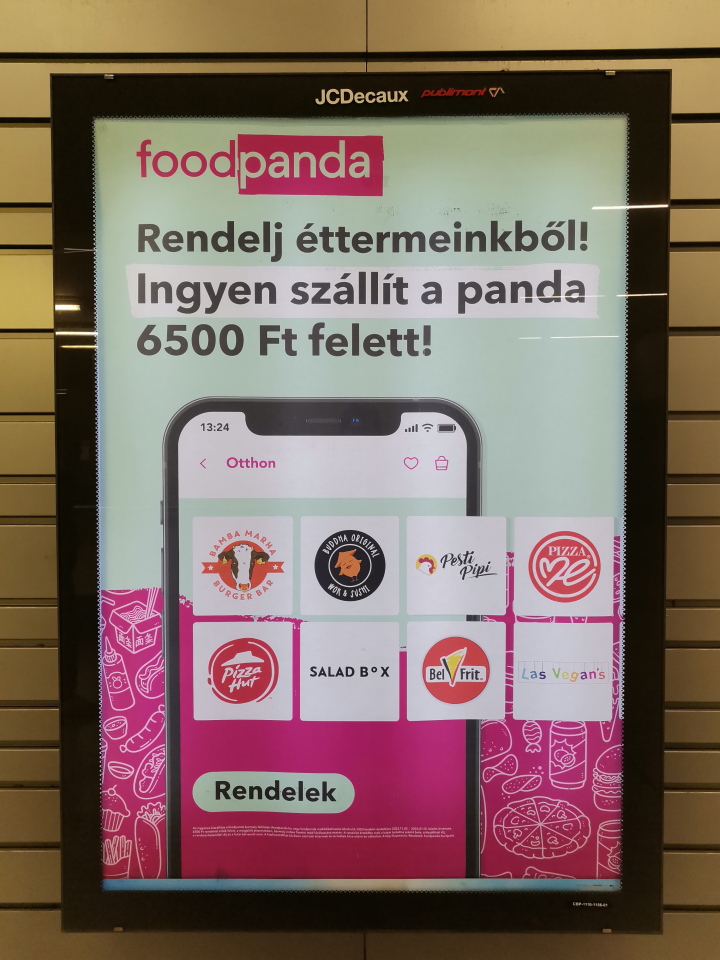 JCDecaux publimont
foodpanda
Rendelj éttermeinkből!
Ingyen szállít a panda
6500 Ft felett!
13:24
Otthon
BAMBA MARHA
BURGER BAR
BUDDHA ORIGINAL
WOK & SUSHI
Pesti
Pipi
PIZZA
ME
Pizza
Hut
SALAD BOX
Bel Frit
Las Vegan's
Rendelek